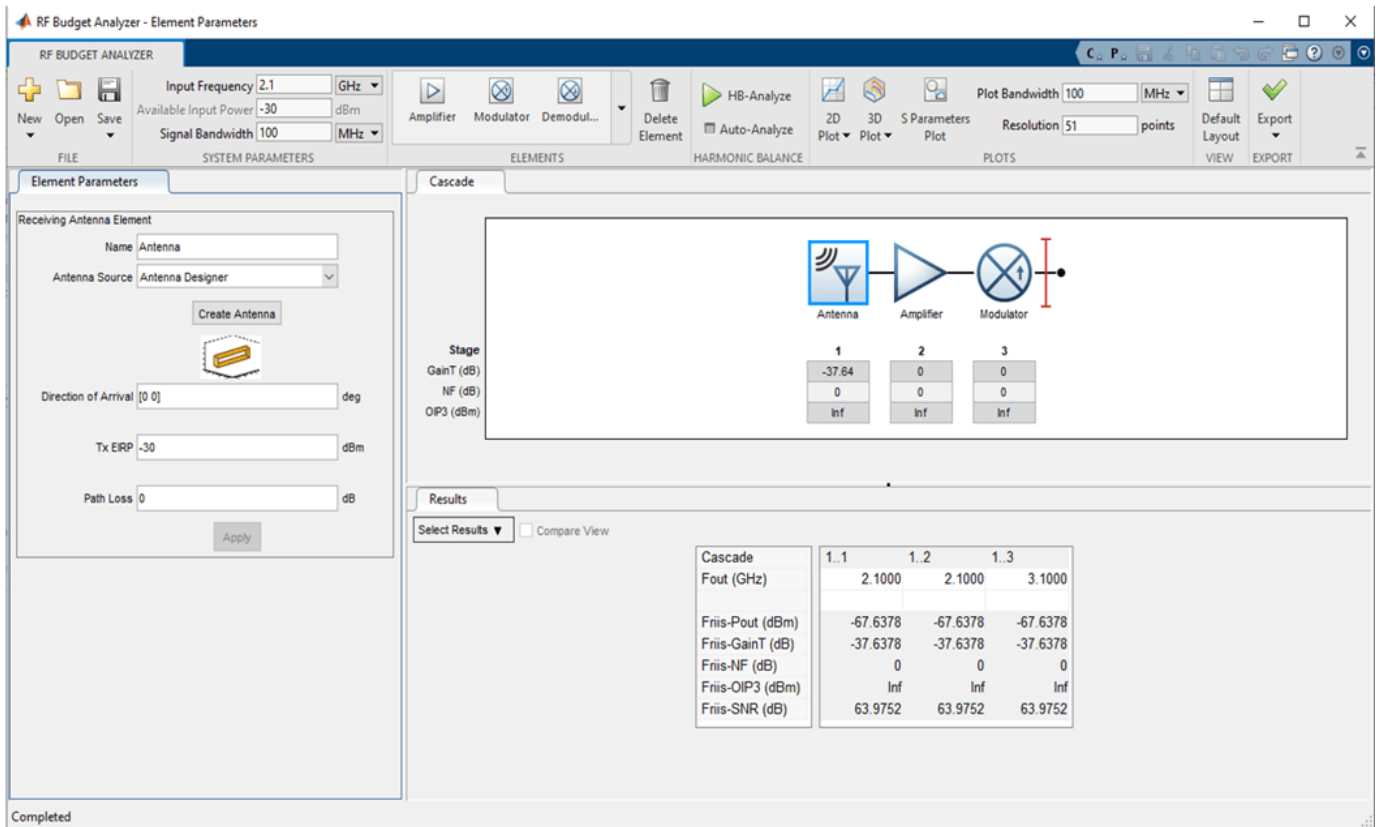 RF Budget Analyzer - Element Parameters
RF BUDGET ANALYZER
New
Open
Save
FILE
Input Frequency 2.1 GHz
Available Input Power -30 dBm
Signal Bandwidth 100 MHz
SYSTEM PARAMETERS
Amplifier Modulator Demodul...
ELEMENTS
Delete
Element
HB-Analyze
Auto-Analyze
HARMONIC BALANCE
2D
Plot
3D
Plot
S Parameters
Plot
Plot Bandwidth 100 MHz
Resolution 51 points
PLOTS
Default
Layout
VIEW
Export
EXPORT
Element Parameters
Receiving Antenna Element
Name Antenna
Antenna Source Antenna Designer
Create Antenna
Direction of Arrival [0 0] deg
Tx EIRP -30 dBm
Path Loss 0 dB
Apply
Cascade
Antenna Amplifier Modulator
Stage 1 2 3
GainT (dB) -37.64 0 0
NF (dB) 0 0 0
OIP3 (dBm) Inf Inf Inf
Results
Select Results ▼ Compare View
Cascade 1..1 1..2 1..3
Fout (GHz) 2.1000 2.1000 3.1000
Friis-Pout (dBm) -67.6378 -67.6378 -67.6378
Friis-GainT (dB) -37.6378 -37.6378 -37.6378
Friis-NF (dB) 0 0 0
Friis-OIP3 (dBm) Inf Inf Inf
Friis-SNR (dB) 63.9752 63.9752 63.9752
Completed